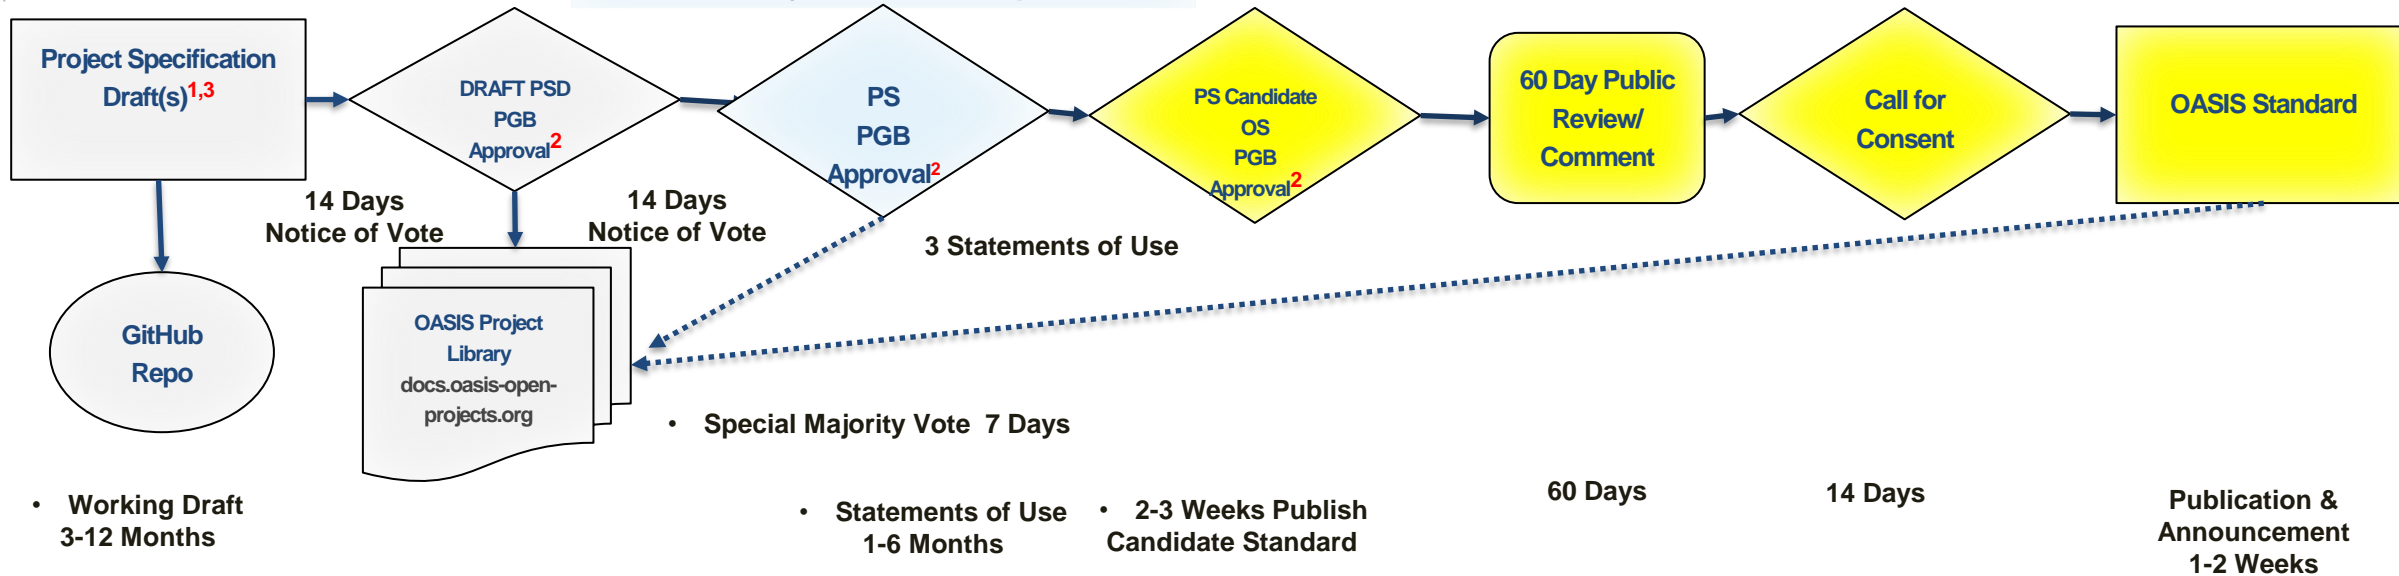 Project Specification
Draft(s)1,3
DRAFT PSD
PGB
Approval2
PS
PGB
Approval2
PS Candidate
OS
PGB
Approval2
60 Day Public
Review/
Comment
Call for
Consent
OASIS Standard
14 Days
Notice of Vote
14 Days
Notice of Vote
3 Statements of Use
GitHub
Repo
OASIS Project
Library
docs.oasis-open-
projects.org
• Special Majority Vote 7 Days
• Working Draft
3-12 Months
• Statements of Use
1-6 Months
• 2-3 Weeks Publish
Candidate Standard
60 Days
14 Days
Publication &
Announcement
1-2 Weeks